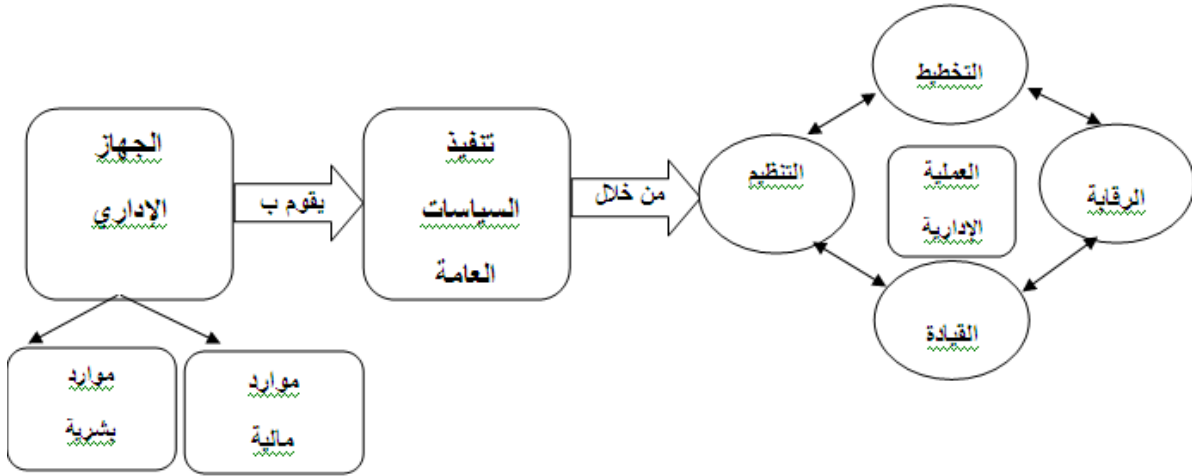 الجهاز
الإداري
يقوم ب
تنفيذ
السياسات
العامة
من خلال
التخطيط
التنظيم
العملية
الإدارية
الرقابة
القيادة
موارد
بشرية
موارد
مالية